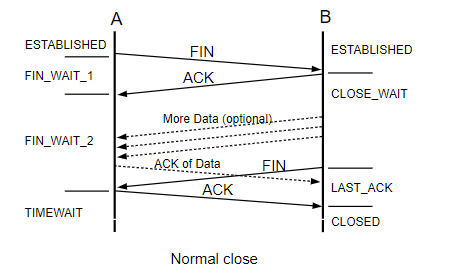 A
B
ESTABLISHED
FIN
ESTABLISHED
FIN_WAIT_1
ACK
CLOSE_WAIT
More Data (optional)
FIN_WAIT_2
ACK of Data
FIN
ACK
LAST_ACK
TIMEWAIT
CLOSED
Normal close